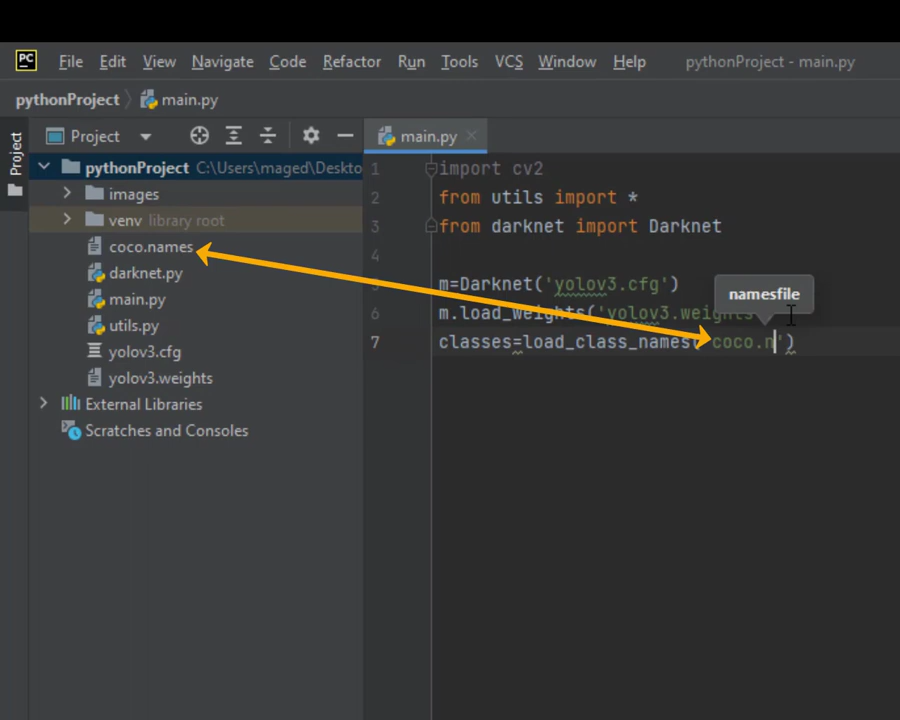 PC File Edit View Navigate Code Refactor Run Tools VCS Window Help pythonProject - main.py
pythonProject main.py
Project
Project
main.py
pythonProject C:\Users\maged\Deskto
images
venv library root
coco.names
darknet.py
main.py
utils.py
yolov3.cfg
yolov3.weights
External Libraries
Scratches and Consoles
1 import cv2
2 from utils import *
3 from darknet import Darknet
4
m=Darknet('yolov3.cfg')
namesfile
6 m.load_weights('yolov3.weights
7 classes=load_class_names('coco.n')